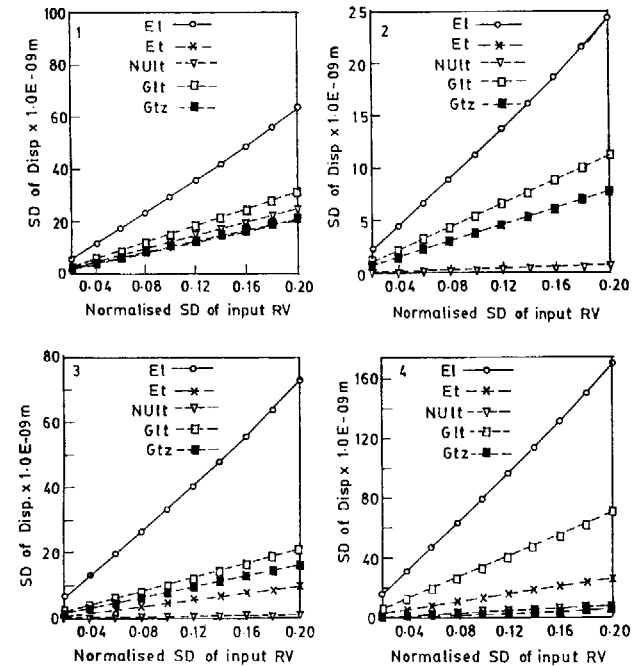 1
El
Et
NUlt
Glt
Gtz
100
80
60
40
20
0
SD of Disp x 1.0E-09m
0.04 0.08 0.12 0.16 0.20
Normalised SD of input RV
2
El
Et
NUlt
Glt
Gtz
25
20
15
10
5
0
SD of Disp x 1.0E-09m
0.04 0.08 0.12 0.16 0.20
Normalised SD of input RV
3
El
Et
NUlt
Glt
Gtz
80
60
40
20
0
SD of Disp. x 1.0E-09m
0.04 0.08 0.12 0.16 0.20
Normalised SD of input RV
4
El
Et
NUlt
Glt
Gtz
160
120
80
40
0
SD of Disp x 1.0E-09m
0.04 0.08 0.12 0.16 0.20
Normalised SD of input RV